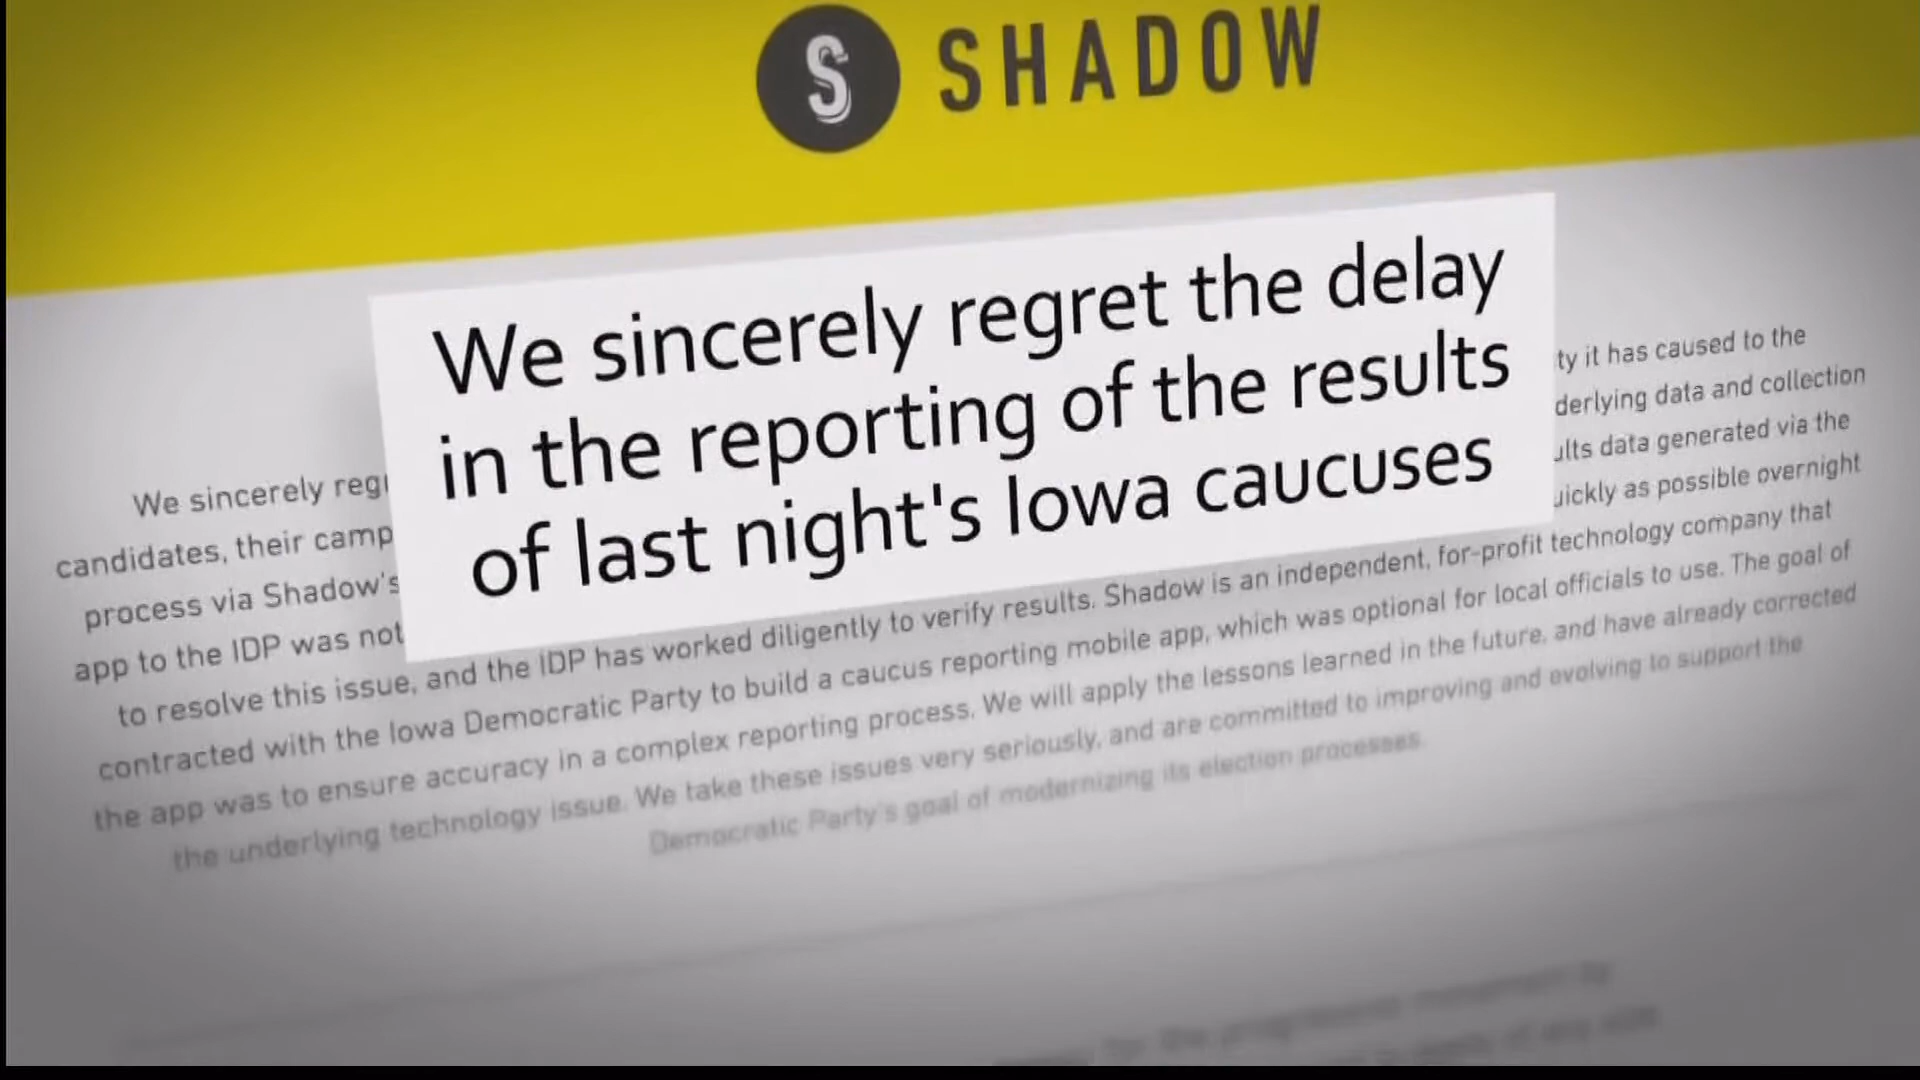 S SHADOW
We sincerely regret the delay
in the reporting of the results
of last night's Iowa caucuses
We sincerely regr
ty it has caused to the
candidates, their camp
derlying data and collection
process via Shadow's
ults data generated via the
app to the IDP was not
uickly as possible overnight
to resolve this issue, and the IDP has worked diligently to verify results. Shadow is an independent, for-profit technology company that
contracted with the Iowa Democratic Party to build a caucus reporting mobile app, which was optional for local officials to use. The goal of
the app was to ensure accuracy in a complex reporting process. We will apply the lessons learned in the future, and have already corrected
the underlying technology issue. We take these issues very seriously, and are committed to improving and evolving to support the
Democratic Party's goal of modernizing its election processes.